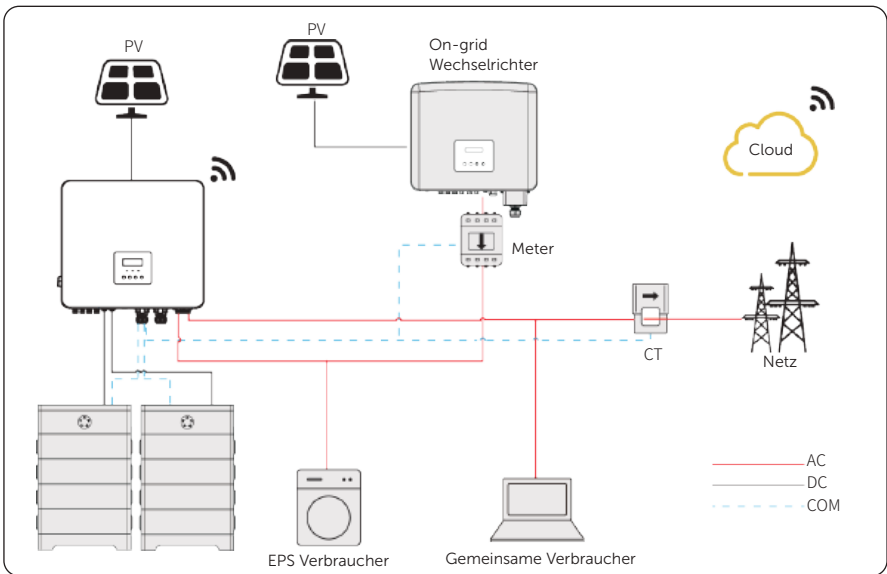 PV
PV
On-grid
Wechselrichter
Cloud
Meter
CT
Netz
AC
DC
COM
EPS Verbraucher
Gemeinsame Verbraucher